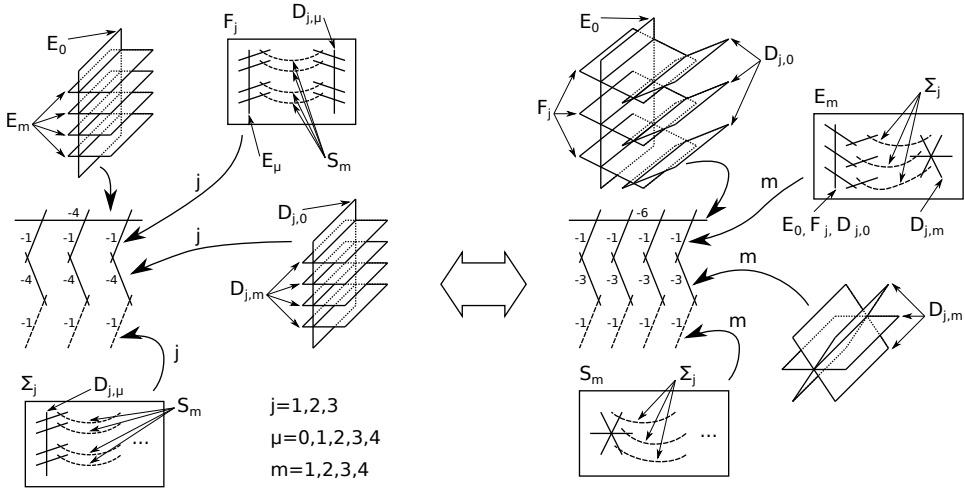 E₀
Eₘ
Fⱼ
Dⱼ,μ
Eμ
Sₘ
j
-4
-1 -1 -1
-4 -4 -4
-1 -1 -1
j
Dⱼ,₀
Dⱼ,ₘ
j
Σⱼ
Dⱼ,μ
Sₘ
...
j=1,2,3
μ=0,1,2,3,4
m=1,2,3,4
E₀
Fⱼ
Dⱼ,₀
Eₘ
Σⱼ
E₀, Fⱼ, Dⱼ,₀
Dⱼ,ₘ
m
-6
-1 -1 -1 -1
-3 -3 -3 -3
-1 -1 -1 -1
m
Dⱼ,ₘ
m
Sₘ
Σⱼ
...